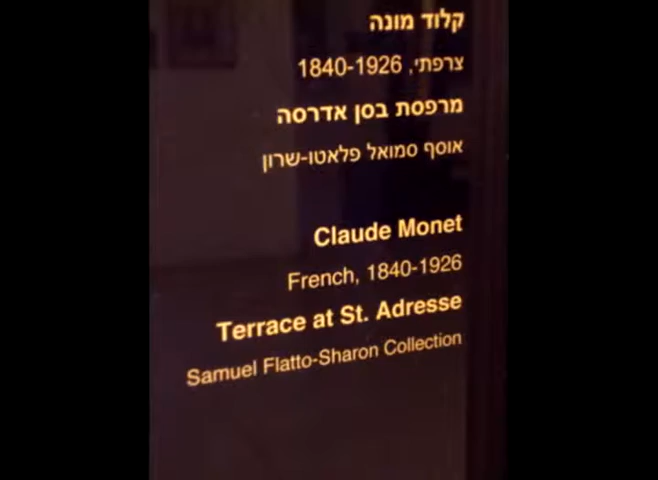 קלוד מונה
צרפתי, 1840-1926
מרפסת בסן אדרסה
אוסף סמואל פלאטו-שרון
Claude Monet
French, 1840-1926
Terrace at St. Adresse
Samuel Flatto-Sharon Collection